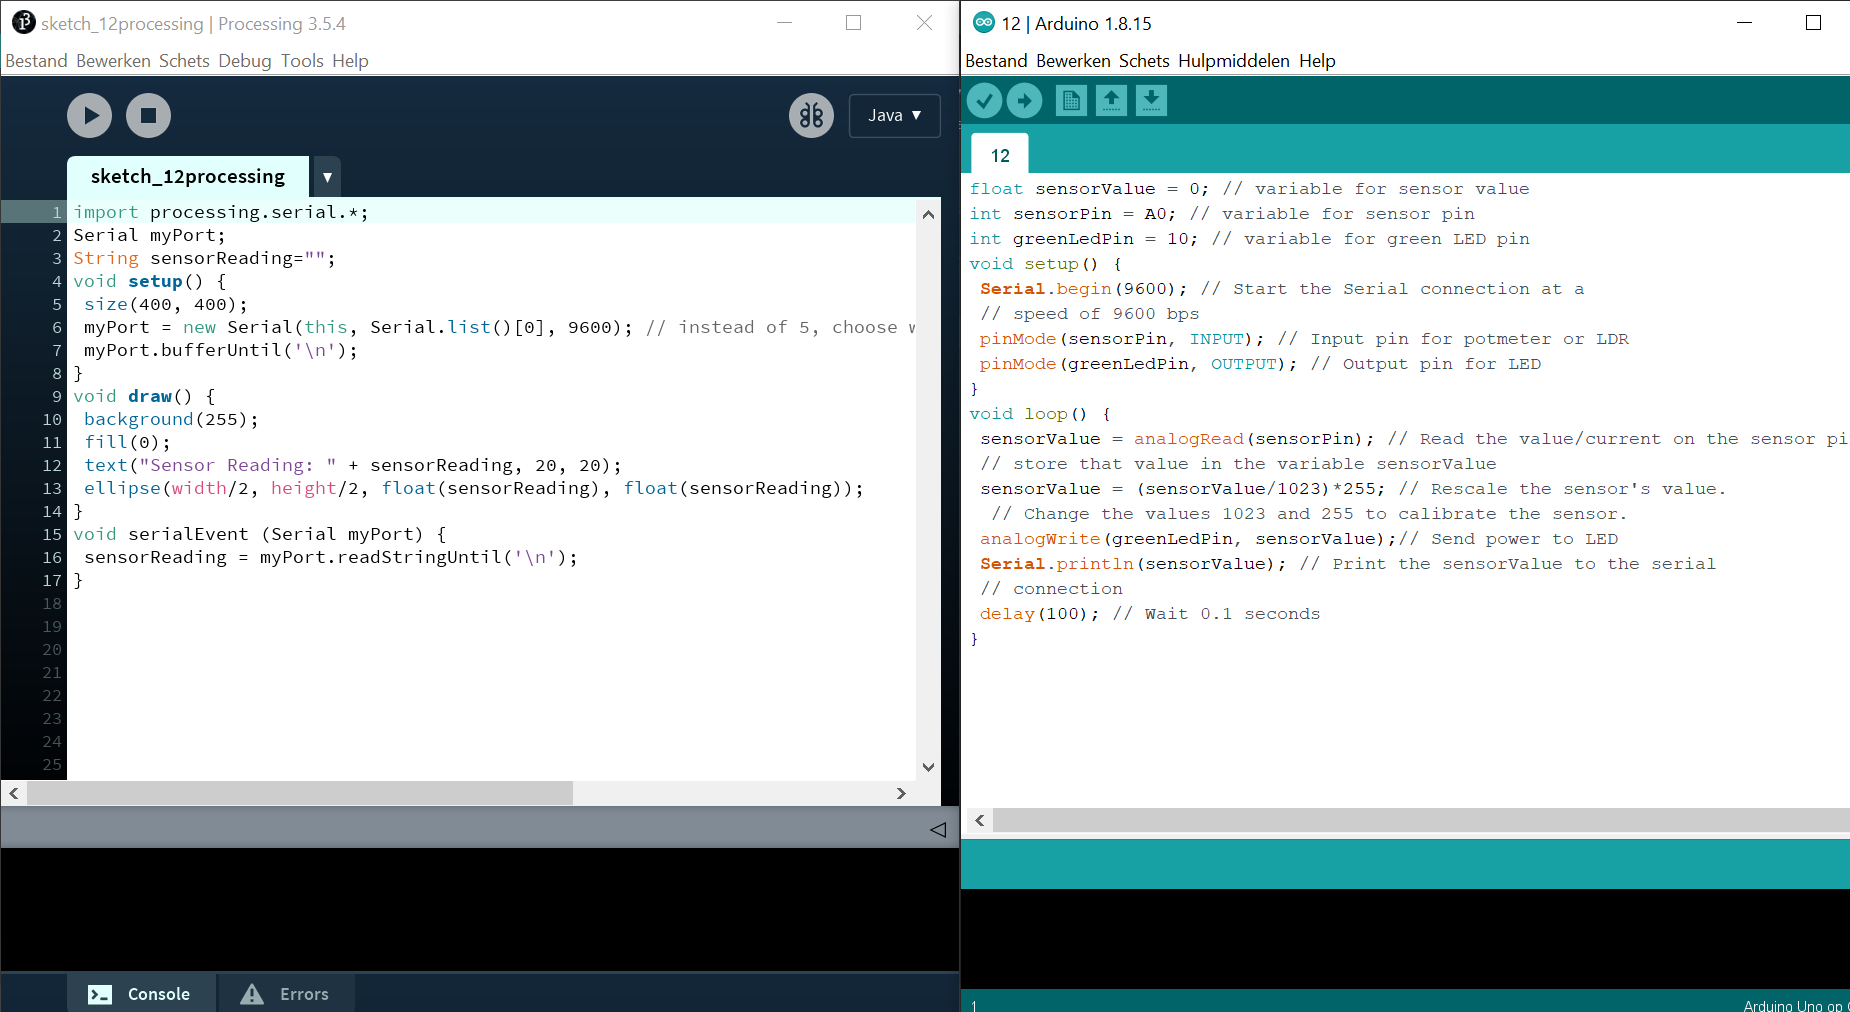 sketch_12processing | Processing 3.5.4
Bestand Bewerken Schets Debug Tools Help
Java ▼
sketch_12processing ▼
1 import processing.serial.*;
2 Serial myPort;
3 String sensorReading="";
4 void setup() {
5 size(400, 400);
6 myPort = new Serial(this, Serial.list()[0], 9600); // instead of 5, choose w
7 myPort.bufferUntil('\n');
8 }
9 void draw() {
10 background(255);
11 fill(0);
12 text("Sensor Reading: " + sensorReading, 20, 20);
13 ellipse(width/2, height/2, float(sensorReading), float(sensorReading));
14 }
15 void serialEvent (Serial myPort) {
16 sensorReading = myPort.readStringUntil('\n');
17 }
18
19
20
21
22
23
24
25
Console Errors
12 | Arduino 1.8.15
Bestand Bewerken Schets Hulpmiddelen Help
12
float sensorValue = 0; // variable for sensor value
int sensorPin = A0; // variable for sensor pin
int greenLedPin = 10; // variable for green LED pin
void setup() {
Serial.begin(9600); // Start the Serial connection at a
// speed of 9600 bps
pinMode(sensorPin, INPUT); // Input pin for potmeter or LDR
pinMode(greenLedPin, OUTPUT); // Output pin for LED
}
void loop() {
sensorValue = analogRead(sensorPin); // Read the value/current on the sensor pi
// store that value in the variable sensorValue
sensorValue = (sensorValue/1023)*255; // Rescale the sensor's value.
// Change the values 1023 and 255 to calibrate the sensor.
analogWrite(greenLedPin, sensorValue);// Send power to LED
Serial.println(sensorValue); // Print the sensorValue to the serial
// connection
delay(100); // Wait 0.1 seconds
}
1 Arduino Uno op